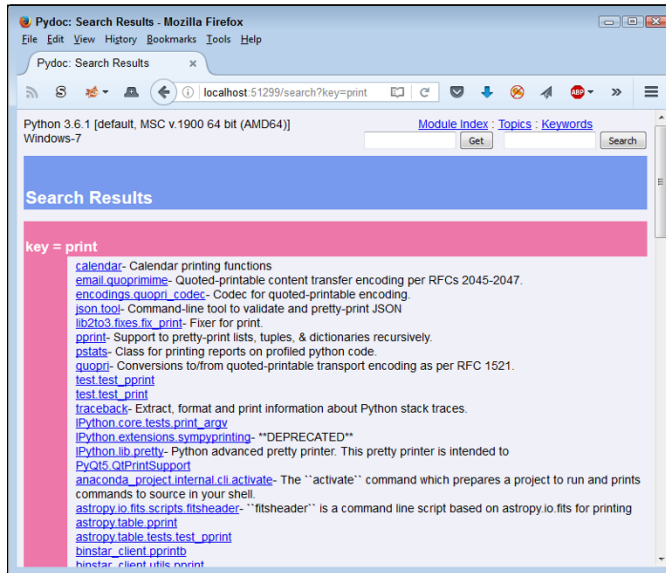 Pydoc: Search Results - Mozilla Firefox
File Edit View History Bookmarks Tools Help
Pydoc: Search Results ×
S localhost:51299/search?key=print ABP »
Python 3.6.1 [default, MSC v.1900 64 bit (AMD64)] Module Index : Topics : Keywords
Windows-7 Get Search
Search Results
key = print
calendar- Calendar printing functions
email.quoprimime- Quoted-printable content transfer encoding per RFCs 2045-2047.
encodings.quopri_codec- Codec for quoted-printable encoding.
json.tool- Command-line tool to validate and pretty-print JSON
lib2to3.fixes.fix_print- Fixer for print.
pprint- Support to pretty-print lists, tuples, & dictionaries recursively.
pstats- Class for printing reports on profiled python code.
quopri- Conversions to/from quoted-printable transport encoding as per RFC 1521.
test.test_pprint
test.test_print
traceback- Extract, format and print information about Python stack traces.
IPython.core.tests.print_argv
IPython.extensions.sympyprinting- **DEPRECATED**
IPython.lib.pretty- Python advanced pretty printer. This pretty printer is intended to
PyQt5.QtPrintSupport
anaconda_project.internal.cli.activate- The ``activate`` command which prepares a project to run and prints
commands to source in your shell.
astropy.io.fits.scripts.fitsheader- ``fitsheader`` is a command line script based on astropy.io.fits for printing
astropy.table.pprint
astropy.table.tests.test_pprint
binstar_client.pprintb
binstar_client.utils.pprint